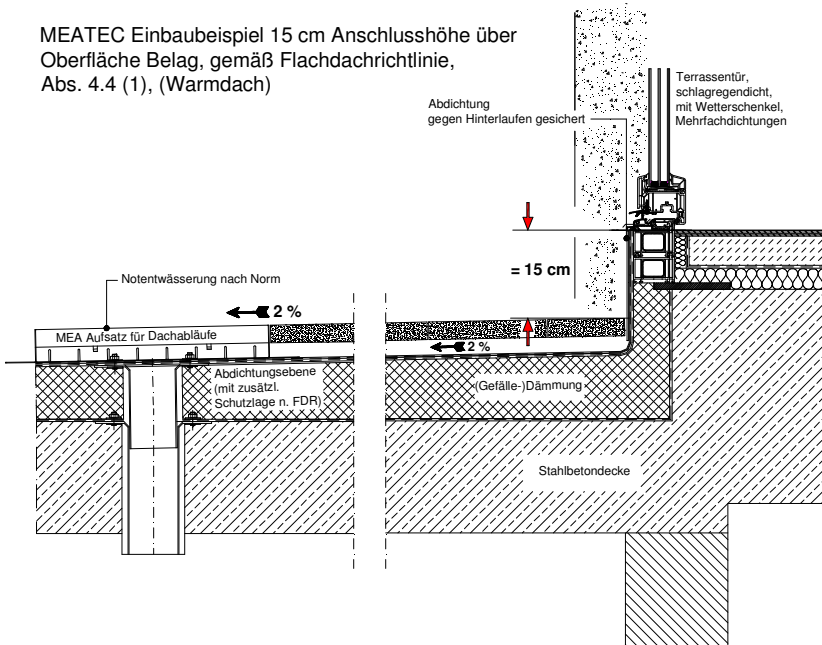 MEATEC Einbaubeispiel 15 cm Anschlusshöhe über
Oberfläche Belag, gemäß Flachdachrichtlinie,
Abs. 4.4 (1), (Warmdach)
Terrassentür,
schlagregendicht,
mit Wetterschenkel,
Mehrfachdichtungen
Abdichtung
gegen Hinterlaufen gesichert
= 15 cm
Notentwässerung nach Norm
2 %
MEA Aufsatz für Dachabläufe
2 %
Abdichtungsebene
(mit zusätzl.
Schutzlage n. FDR)
(Gefälle-)Dämmung
Stahlbetondecke